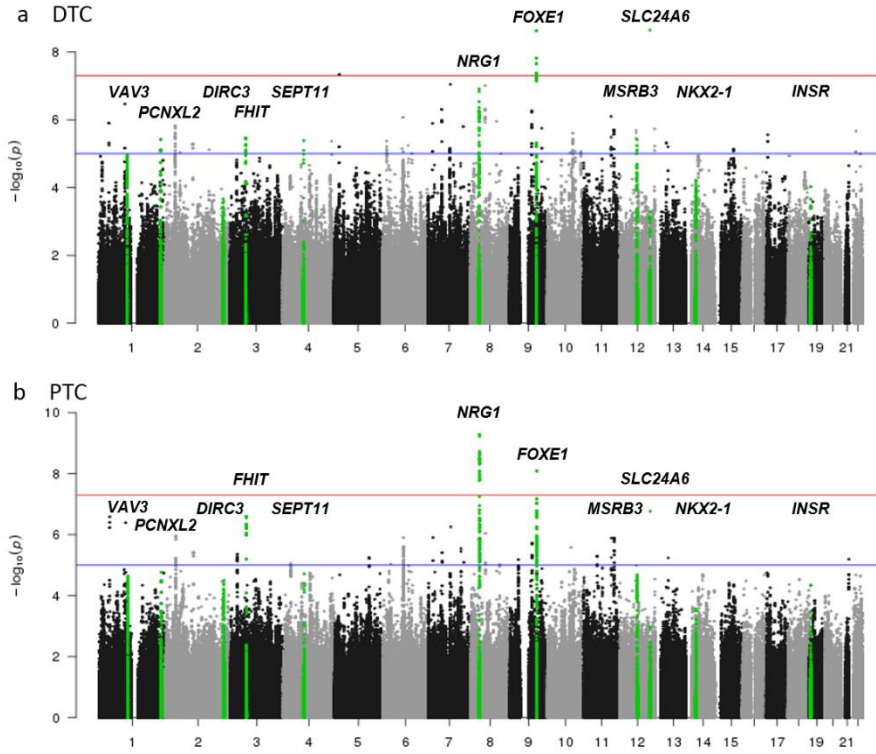 a DTC
FOXE1 SLC24A6
NRG1
VAV3 DIRC3 SEPT11 MSRB3 NKX2-1 INSR
PCNXL2 FHIT
8
6
4
2
0
−log10(p)
1 2 3 4 5 6 7 8 9 10 11 12 13 14 15 17 19 21
b PTC
NRG1
FOXE1
FHIT SLC24A6
VAV3 DIRC3 SEPT11 MSRB3 NKX2-1 INSR
PCNXL2
10
8
6
4
2
0
−log10(p)
1 2 3 4 5 6 7 8 9 10 11 12 13 14 15 17 19 21